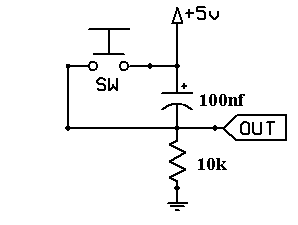 +5v
SW
+
100nf
OUT
10k